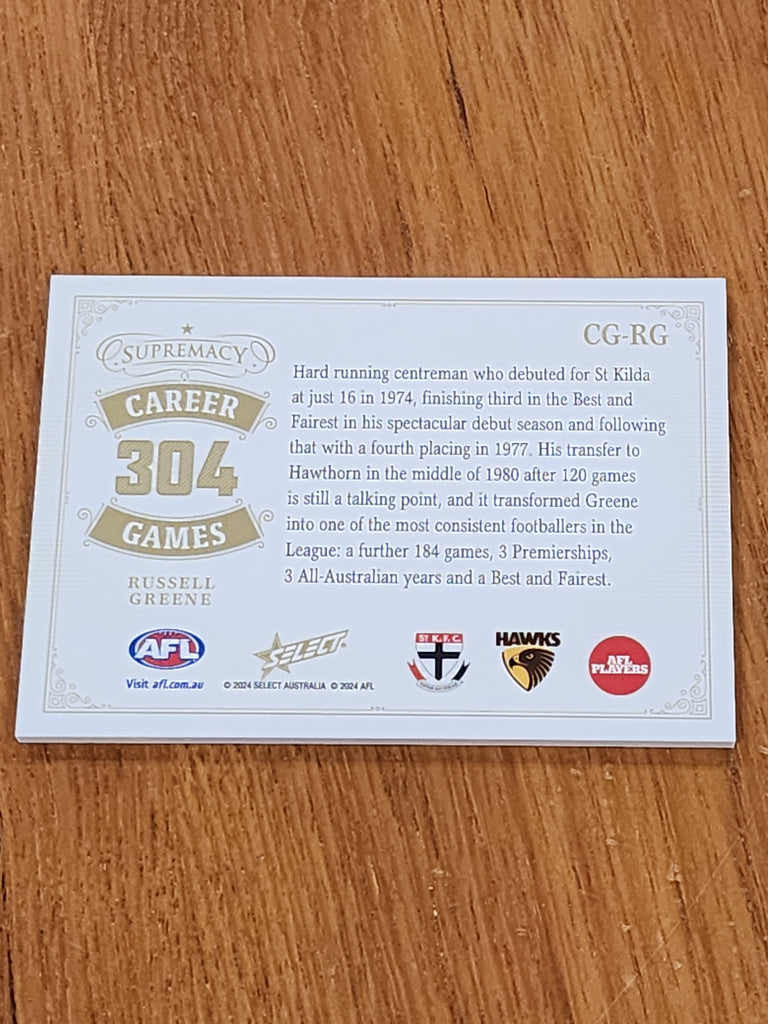 CG-RG
SUPREMACY
CAREER
304
GAMES
RUSSELL
GREENE
Hard running centreman who debuted for St Kilda
at just 16 in 1974, finishing third in the Best and
Fairest in his spectacular debut season and following
that with a fourth placing in 1977. His transfer to
Hawthorn in the middle of 1980 after 120 games
is still a talking point, and it transformed Greene
into one of the most consistent footballers in the
League: a further 184 games, 3 Premierships,
3 All-Australian years and a Best and Fairest.
AFL
Visit afl.com.au
SELECT
© 2024 SELECT AUSTRALIA © 2024 AFL
ST K.F.C.
HAWKS
AFL
PLAYERS